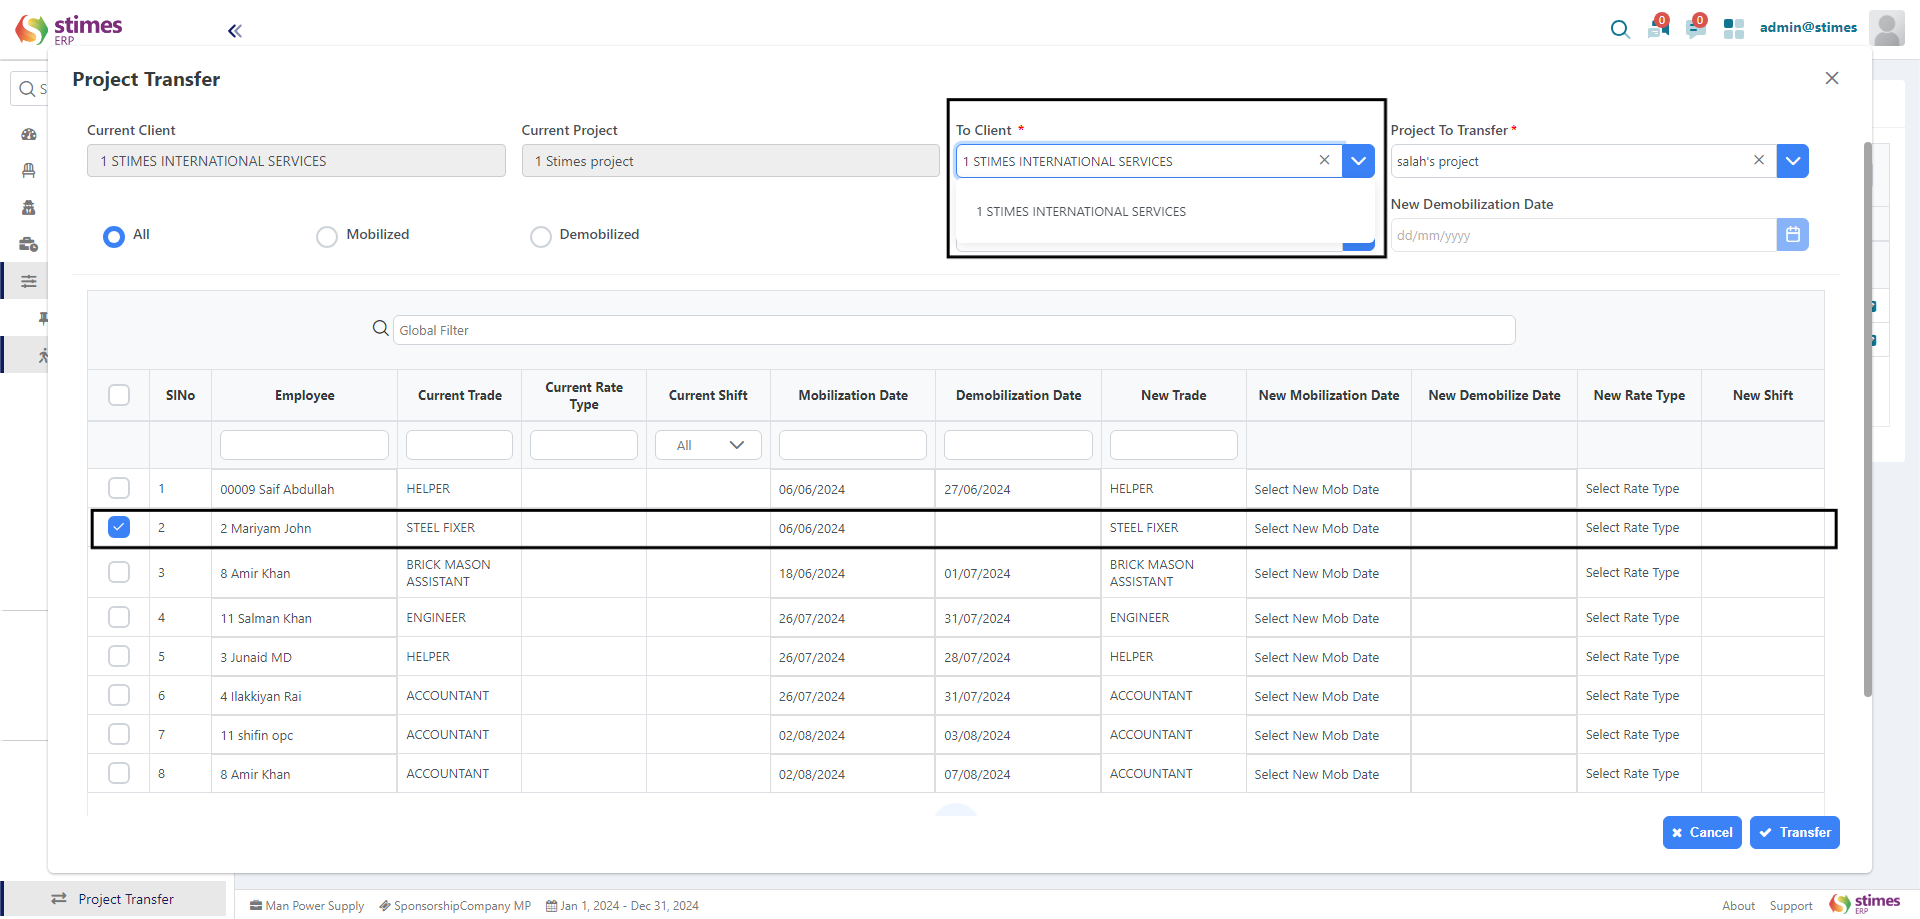 stimes
ERP
0
0
admin@stimes
S
Project Transfer
Current Client
Current Project
To Client *
Project To Transfer *
1 STIMES INTERNATIONAL SERVICES
1 Stimes project
1 STIMES INTERNATIONAL SERVICES
salah's project
1 STIMES INTERNATIONAL SERVICES
New Demobilization Date
dd/mm/yyyy
All
Mobilized
Demobilized
Global Filter
SlNo
Employee
Current Trade
Current Rate Type
Current Shift
Mobilization Date
Demobilization Date
New Trade
New Mobilization Date
New Demobilize Date
New Rate Type
New Shift
All
1 00009 Saif Abdullah HELPER 06/06/2024 27/06/2024 HELPER Select New Mob Date Select Rate Type
2 2 Mariyam John STEEL FIXER 06/06/2024 STEEL FIXER Select New Mob Date Select Rate Type
3 8 Amir Khan BRICK MASON ASSISTANT 18/06/2024 01/07/2024 BRICK MASON ASSISTANT Select New Mob Date Select Rate Type
4 11 Salman Khan ENGINEER 26/07/2024 31/07/2024 ENGINEER Select New Mob Date Select Rate Type
5 3 Junaid MD HELPER 26/07/2024 28/07/2024 HELPER Select New Mob Date Select Rate Type
6 4 Ilakkiyan Rai ACCOUNTANT 26/07/2024 31/07/2024 ACCOUNTANT Select New Mob Date Select Rate Type
7 11 shifin opc ACCOUNTANT 02/08/2024 03/08/2024 ACCOUNTANT Select New Mob Date Select Rate Type
8 8 Amir Khan ACCOUNTANT 02/08/2024 07/08/2024 ACCOUNTANT Select New Mob Date Select Rate Type
Cancel
Transfer
Project Transfer
Man Power Supply
SponsorshipCompany MP
Jan 1, 2024 - Dec 31, 2024
About
Support
stimes
ERP